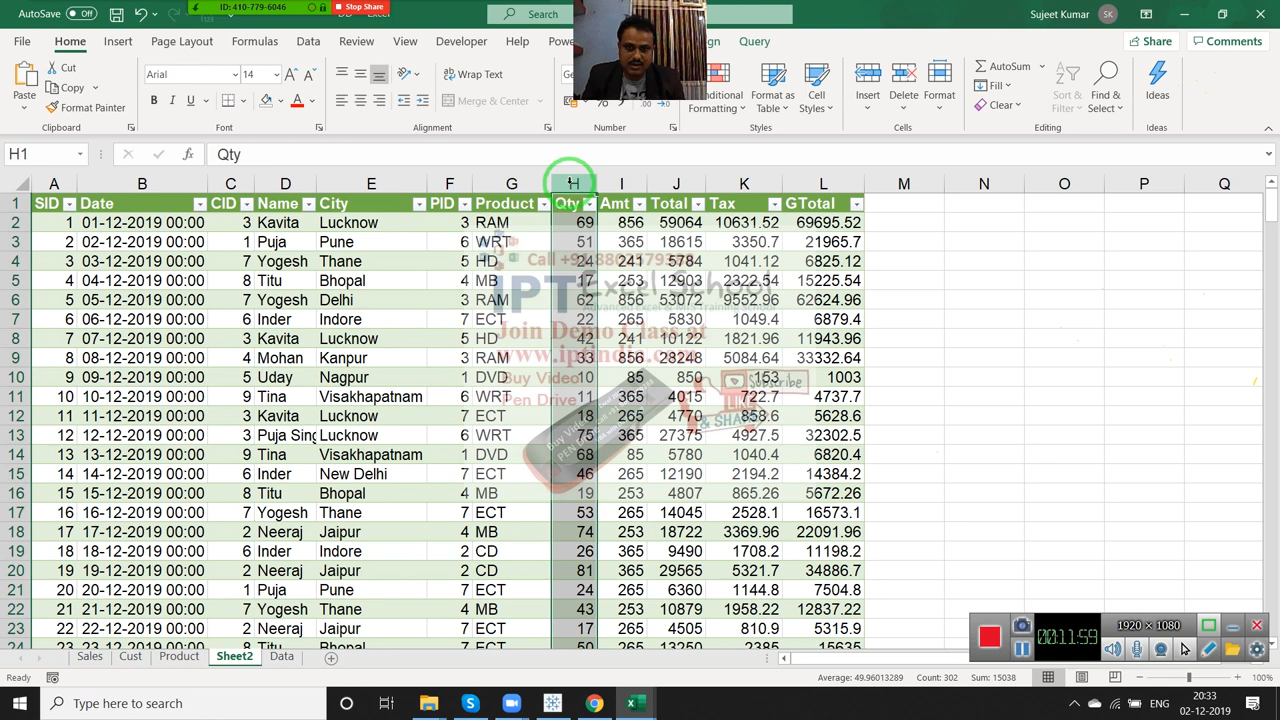 AutoSave Off
ID: 410-779-6046
Stop Share
Excel
Search
Sujeet Kumar SK
File Home Insert Page Layout Formulas Data Review View Developer Help Query
Share Comments
Paste Cut Copy Format Painter Clipboard
Arial 14 B I U Font
Wrap Text Merge & Center Alignment
Number
Formatting Format as Table Cell Styles Styles
Insert Delete Format Cells
AutoSum Fill Clear Sort & Filter Find & Select Editing
Ideas Ideas
H1 fx Qty
A B C D E F G H I J K L M N O P Q
1 SID Date CID Name City PID Product Qty Amt Total Tax GTotal
2 1 01-12-2019 00:00 3 Kavita Lucknow 3 RAM 69 856 59064 10631.52 69695.52
3 2 02-12-2019 00:00 1 Puja Pune 6 WRT 51 365 18615 3350.7 21965.7
4 3 03-12-2019 00:00 7 Yogesh Thane 5 HD 24 241 5784 1041.12 6825.12
5 4 04-12-2019 00:00 8 Titu Bhopal 4 MB 17 253 12903 2322.54 15225.54
6 5 05-12-2019 00:00 7 Yogesh Delhi 3 RAM 62 856 53072 9552.96 62624.96
7 6 06-12-2019 00:00 6 Inder Indore 7 ECT 22 265 5830 1049.4 6879.4
8 7 07-12-2019 00:00 3 Kavita Lucknow 5 HD 42 241 10122 1821.96 11943.96
9 8 08-12-2019 00:00 4 Mohan Kanpur 3 RAM 33 856 28248 5084.64 33332.64
10 9 09-12-2019 00:00 5 Uday Nagpur 1 DVD 10 85 850 153 1003
11 10 10-12-2019 00:00 9 Tina Visakhapatnam 6 WRT 11 365 4015 722.7 4737.7
12 11 11-12-2019 00:00 3 Kavita Lucknow 7 ECT 18 265 4770 858.6 5628.6
13 12 12-12-2019 00:00 3 Puja Sing Lucknow 6 WRT 75 365 27375 4927.5 32302.5
14 13 13-12-2019 00:00 9 Tina Visakhapatnam 1 DVD 68 85 5780 1040.4 6820.4
15 14 14-12-2019 00:00 6 Inder New Delhi 7 ECT 46 265 12190 2194.2 14384.2
16 15 15-12-2019 00:00 8 Titu Bhopal 4 MB 19 253 4807 865.26 5672.26
17 16 16-12-2019 00:00 7 Yogesh Thane 7 ECT 53 265 14045 2528.1 16573.1
18 17 17-12-2019 00:00 2 Neeraj Jaipur 4 MB 74 253 18722 3369.96 22091.96
19 18 18-12-2019 00:00 6 Inder Indore 2 CD 26 365 9490 1708.2 11198.2
20 19 19-12-2019 00:00 2 Neeraj Jaipur 2 CD 81 365 29565 5321.7 34886.7
21 20 20-12-2019 00:00 1 Puja Pune 7 ECT 24 265 6360 1144.8 7504.8
22 21 21-12-2019 00:00 7 Yogesh Thane 4 MB 43 253 10879 1958.22 12837.22
23 22 22-12-2019 00:00 2 Neeraj Jaipur 7 ECT 17 265 4505 810.9 5315.9
24 23 23-12-2019 00:00 8 Titu Bhopal 7 ECT 50 265 13250 2385 15635
IPT Excel School
Advanced Excel & MIS Training School
Join Demo Class at
www.iptindia.com
Buy Video
Pen Drive
Subscribe
LIKE
& SHARE
00:11:59
1920 × 1080
Sales Cust Product Sheet2 Data
Ready Average: 49.96013289 Count: 302 Sum: 15038 100%
Type here to search
ENG
20:33
02-12-2019